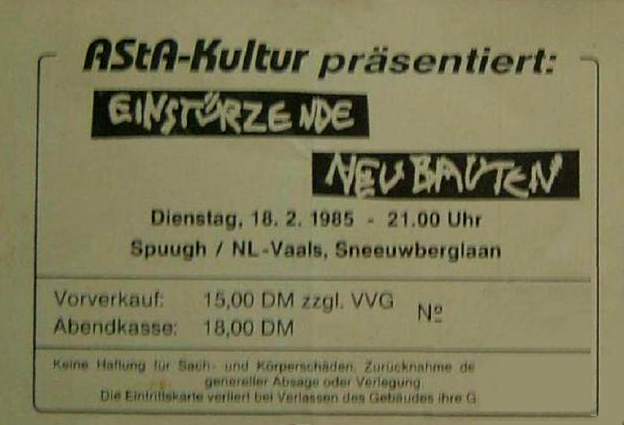 AStA-Kultur präsentiert:
EINSTÜRZENDE
NEUBAUTEN
Dienstag, 18. 2. 1985 - 21.00 Uhr
Spuugh / NL-Vaals, Sneeuwberglaan
Vorverkauf: 15,00 DM zzgl. VVG Nº
Abendkasse: 18,00 DM
Keine Haftung für Sach- und Körperschäden. Zurücknahme de
genereller Absage oder Verlegung
Die Eintrittskarte verliert bei Verlassen des Gebäudes ihre G